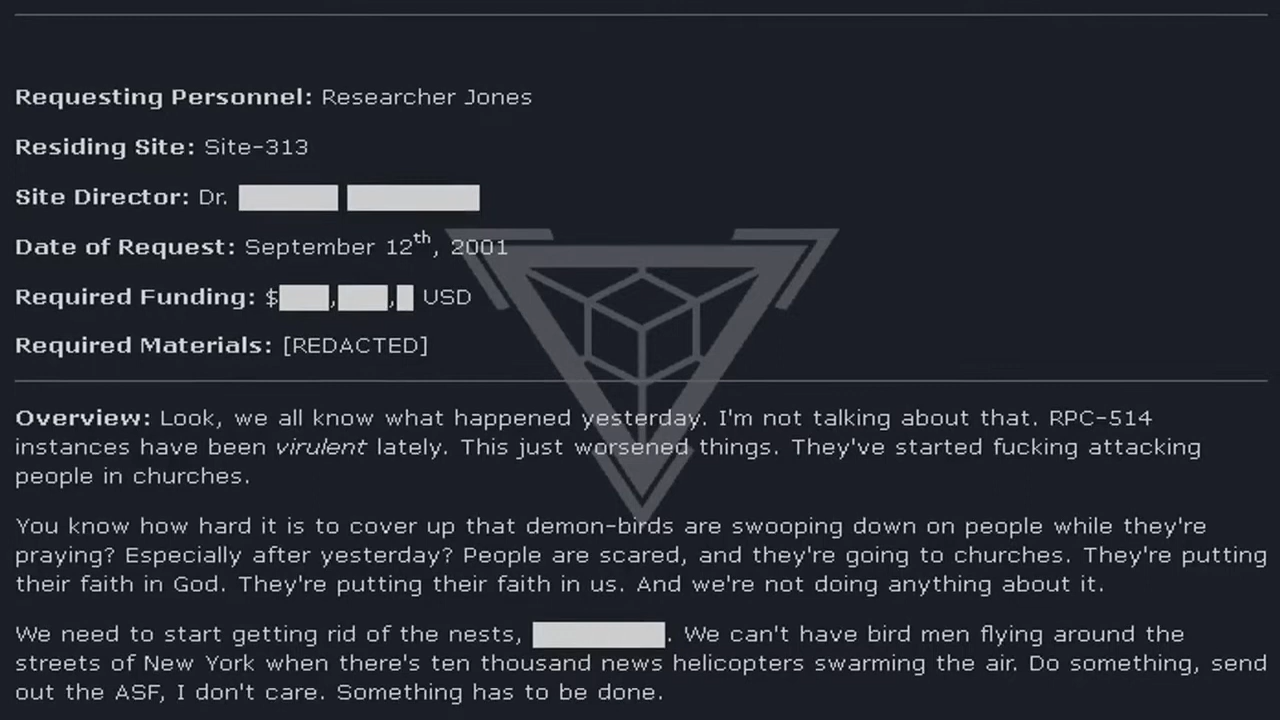 Requesting Personnel: Researcher Jones
Residing Site: Site-313
Site Director: Dr.
Date of Request: September 12th, 2001
Required Funding: $ , , USD
Required Materials: [REDACTED]
Overview: Look, we all know what happened yesterday. I'm not talking about that. RPC-514
instances have been virulent lately. This just worsened things. They've started fucking attacking
people in churches.
You know how hard it is to cover up that demon-birds are swooping down on people while they're
praying? Especially after yesterday? People are scared, and they're going to churches. They're putting
their faith in God. They're putting their faith in us. And we're not doing anything about it.
We need to start getting rid of the nests, . We can't have bird men flying around the
streets of New York when there's ten thousand news helicopters swarming the air. Do something, send
out the ASF, I don't care. Something has to be done.